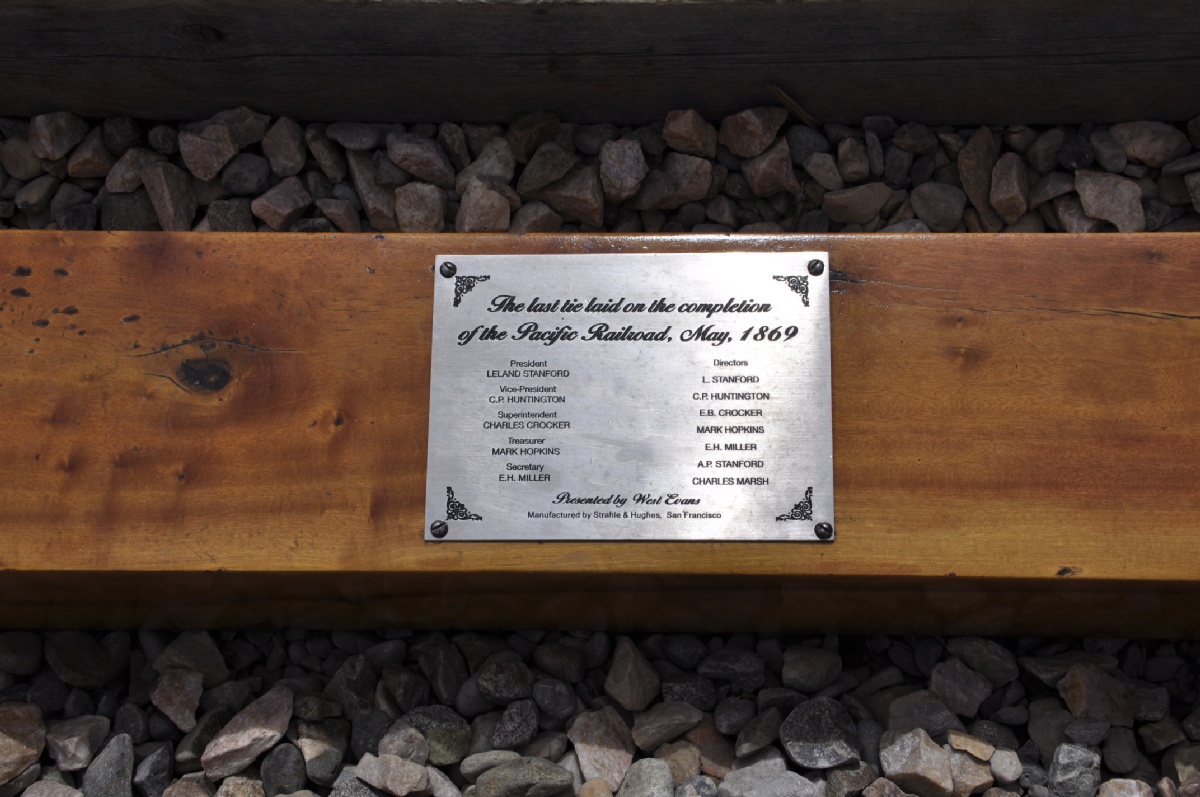 The last tie laid on the completion
of the Pacific Railroad, May, 1869
President
LELAND STANFORD
Vice-President
C.P. HUNTINGTON
Superintendent
CHARLES CROCKER
Treasurer
MARK HOPKINS
Secretary
E.H. MILLER
Directors
L. STANFORD
C.P. HUNTINGTON
E.B. CROCKER
MARK HOPKINS
E.H. MILLER
A.P. STANFORD
CHARLES MARSH
Presented by West Evans
Manufactured by Strahle & Hughes, San Francisco